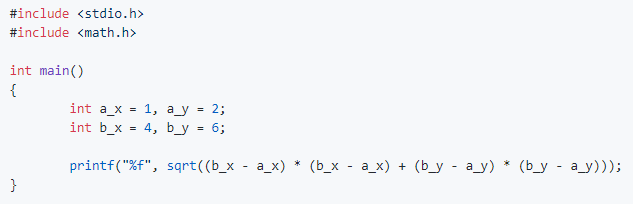 #include <stdio.h>
#include <math.h>

int main()
{
        int a_x = 1, a_y = 2;
        int b_x = 4, b_y = 6;

        printf("%f", sqrt((b_x - a_x) * (b_x - a_x) + (b_y - a_y) * (b_y - a_y)));
}